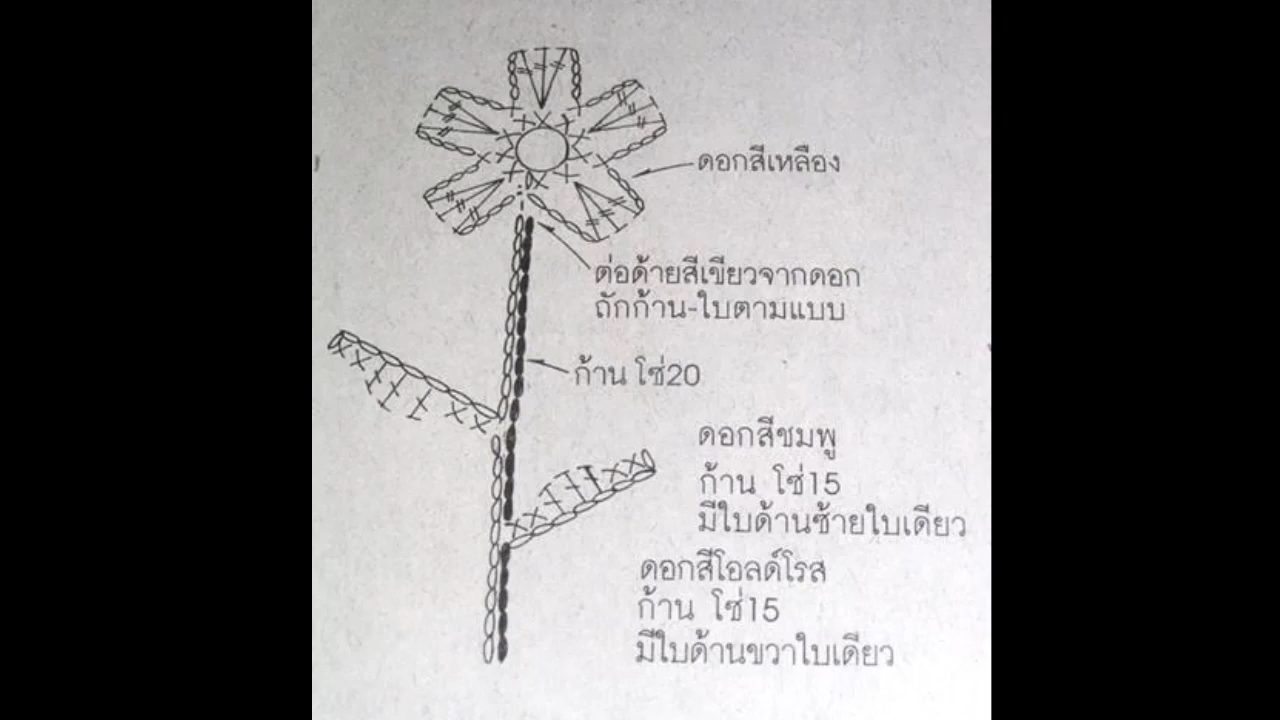 ดอกสีเหลือง
ต่อด้ายสีเขียวจากดอก
ถักก้าน-ใบตามแบบ
ก้าน โซ่20
ดอกสีชมพู
ก้าน โซ่15
มีใบด้านซ้ายใบเดียว
ดอกสีโอลด์โรส
ก้าน โซ่15
มีใบด้านขวาใบเดียว